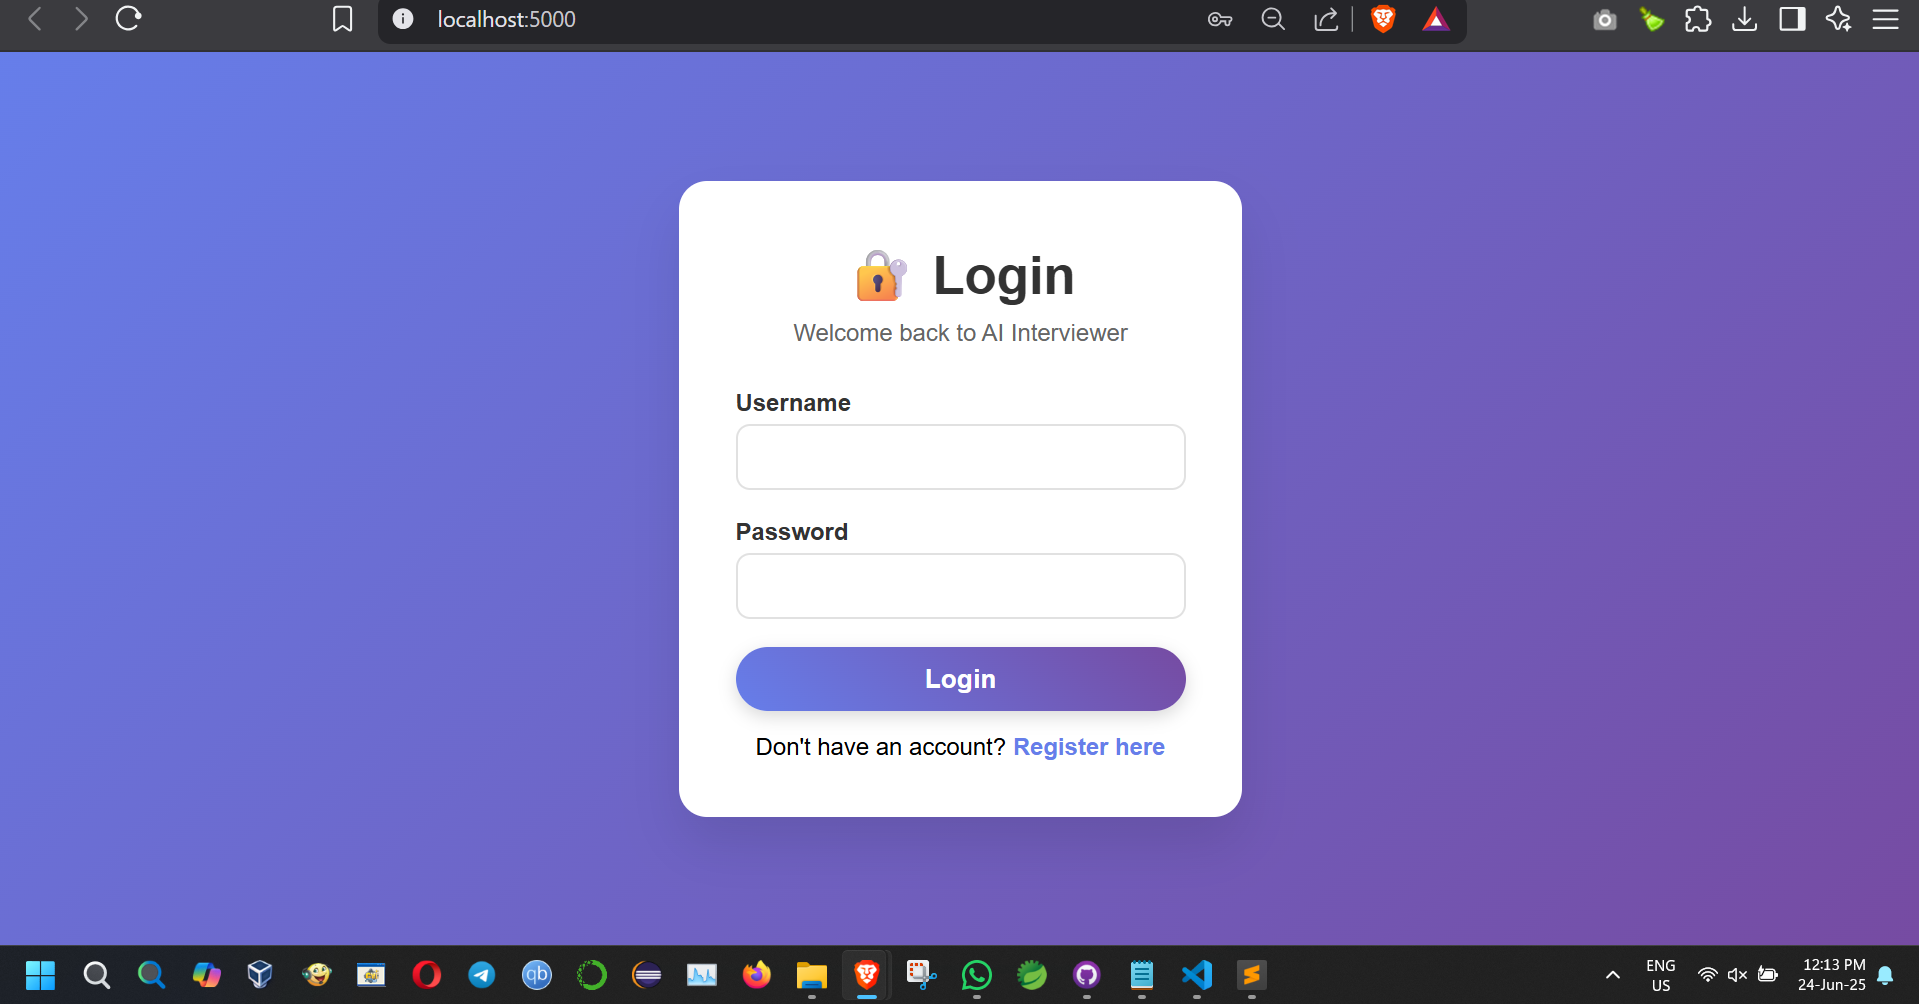 localhost:5000
🔐 Login
Welcome back to AI Interviewer
Username
Password
Login
Don't have an account? Register here
qb
ENG
US
12:13 PM
24-Jun-25